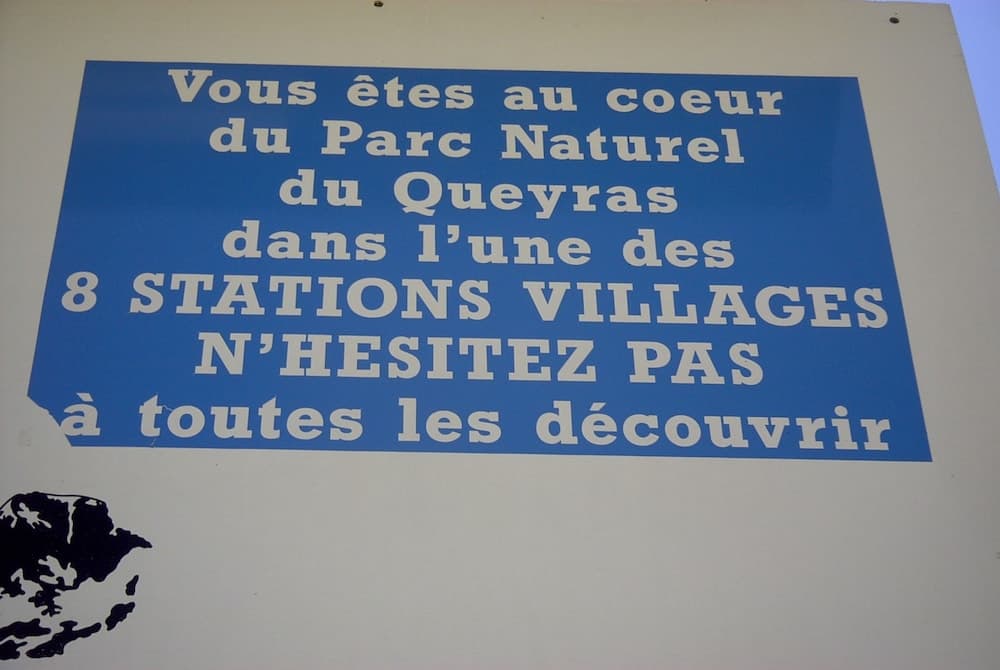 Vous êtes au coeur
du Parc Naturel
du Queyras
dans l'une des
8 STATIONS VILLAGES
N'HESITEZ PAS
à toutes les découvrir